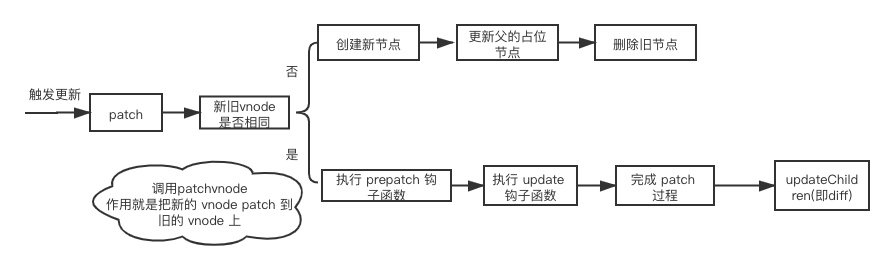 触发更新
patch
新旧vnode
是否相同
否
创建新节点
更新父的占位
节点
删除旧节点
是
执行 prepatch 钩
子函数
执行 update
钩子函数
完成 patch
过程
updateChild
ren(即diff)
调用patchvnode
作用就是把新的 vnode patch 到
旧的 vnode 上